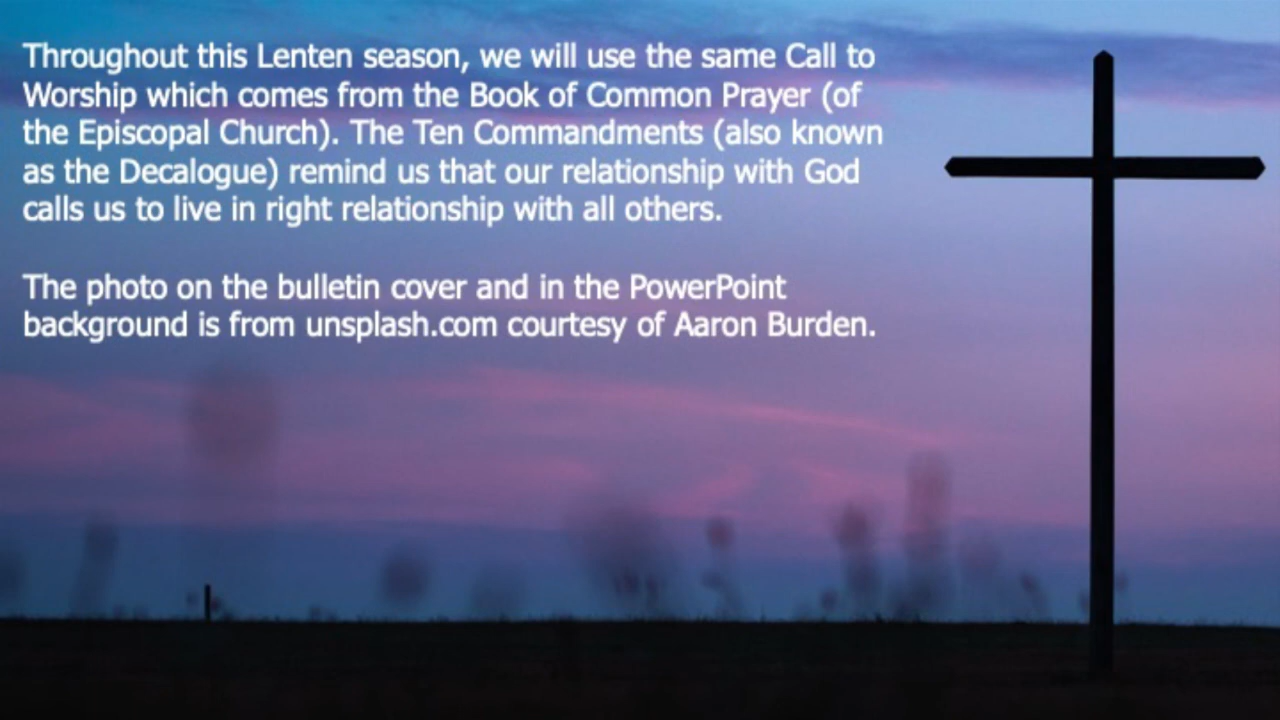 Throughout this Lenten season, we will use the same Call to
Worship which comes from the Book of Common Prayer (of
the Episcopal Church). The Ten Commandments (also known
as the Decalogue) remind us that our relationship with God
calls us to live in right relationship with all others.
The photo on the bulletin cover and in the PowerPoint
background is from unsplash.com courtesy of Aaron Burden.